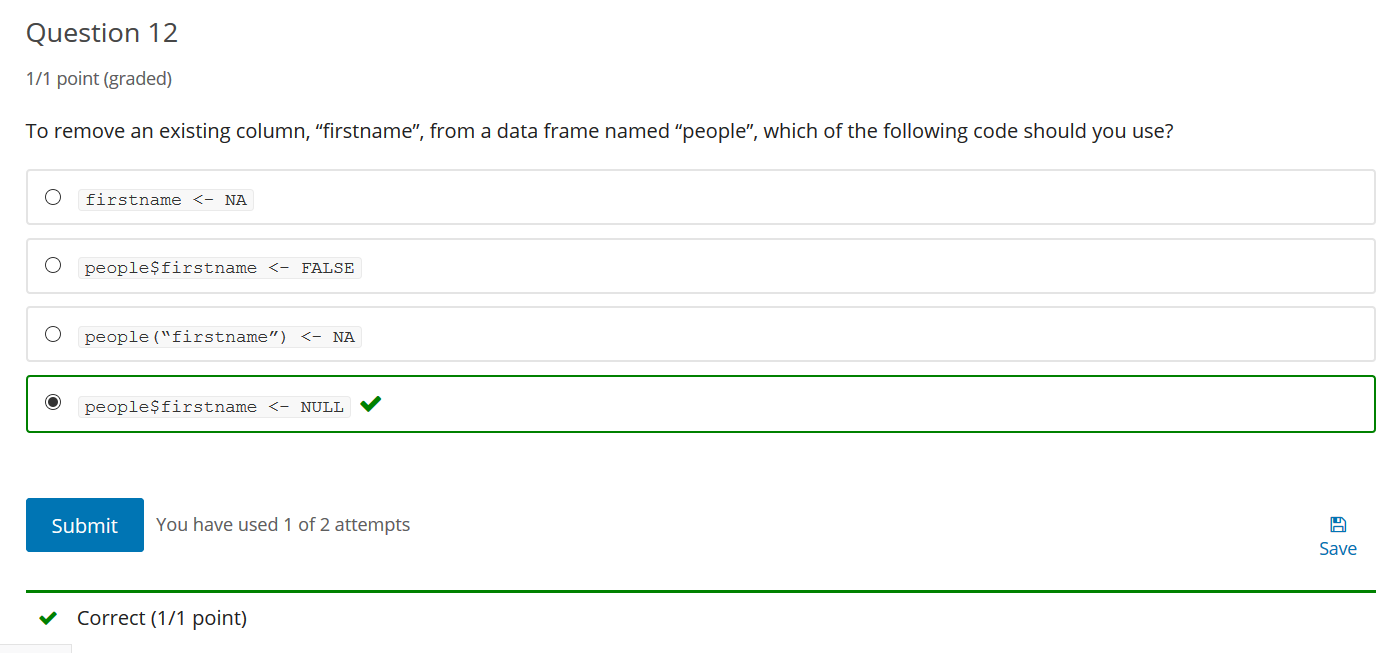 Question 12
1/1 point (graded)
To remove an existing column, “firstname”, from a data frame named “people”, which of the following code should you use?
firstname <- NA
people$firstname <- FALSE
people(“firstname”) <- NA
people$firstname <- NULL
Submit
You have used 1 of 2 attempts
Save
Correct (1/1 point)